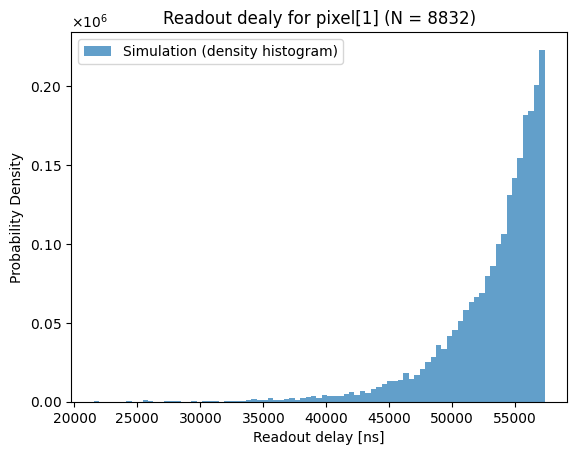 Readout dealy for pixel[1] (N = 8832)
×10⁶
Simulation (density histogram)
0.20
0.15
0.10
0.05
0.00
Probability Density
20000 25000 30000 35000 40000 45000 50000 55000
Readout delay [ns]